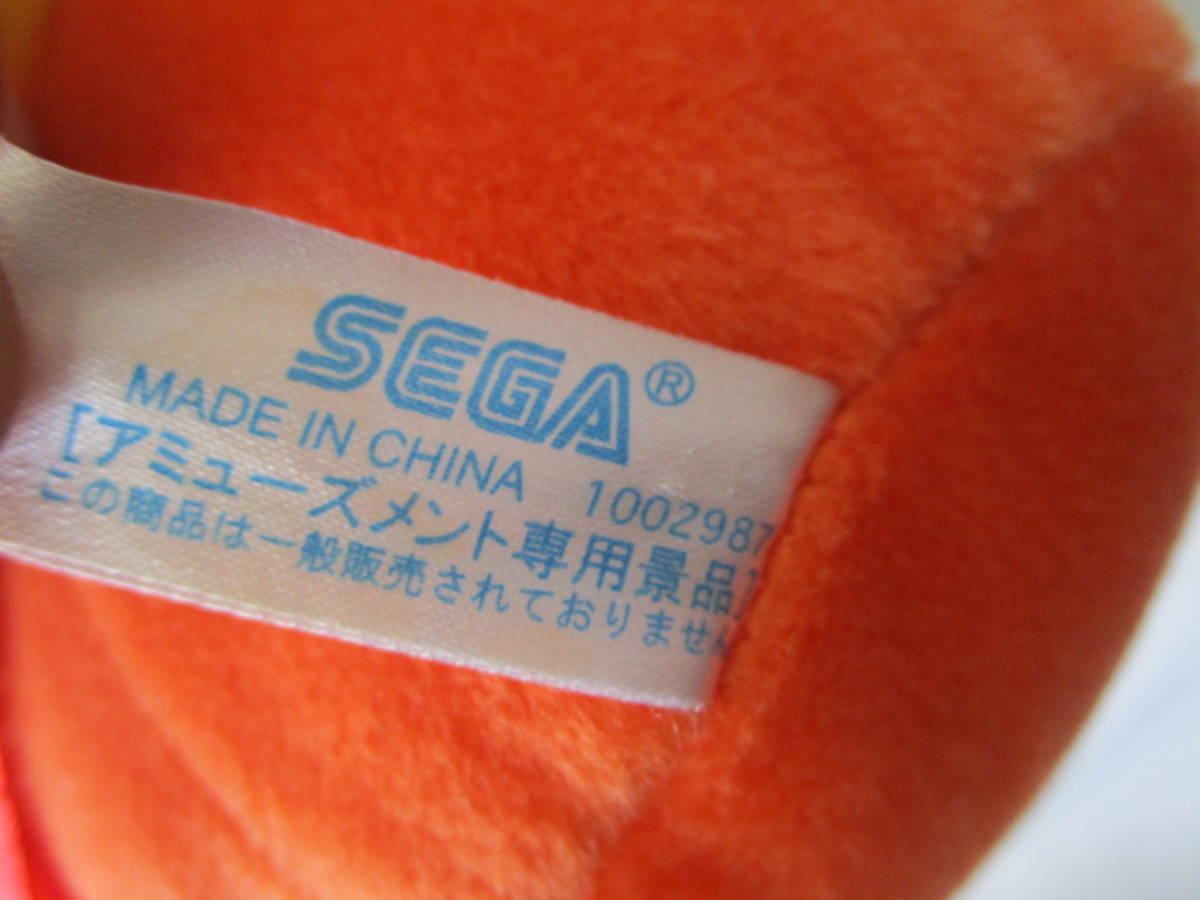 SEGA®
MADE IN CHINA 1002987
[アミューズメント専用景品]
この商品は一般販売されておりません